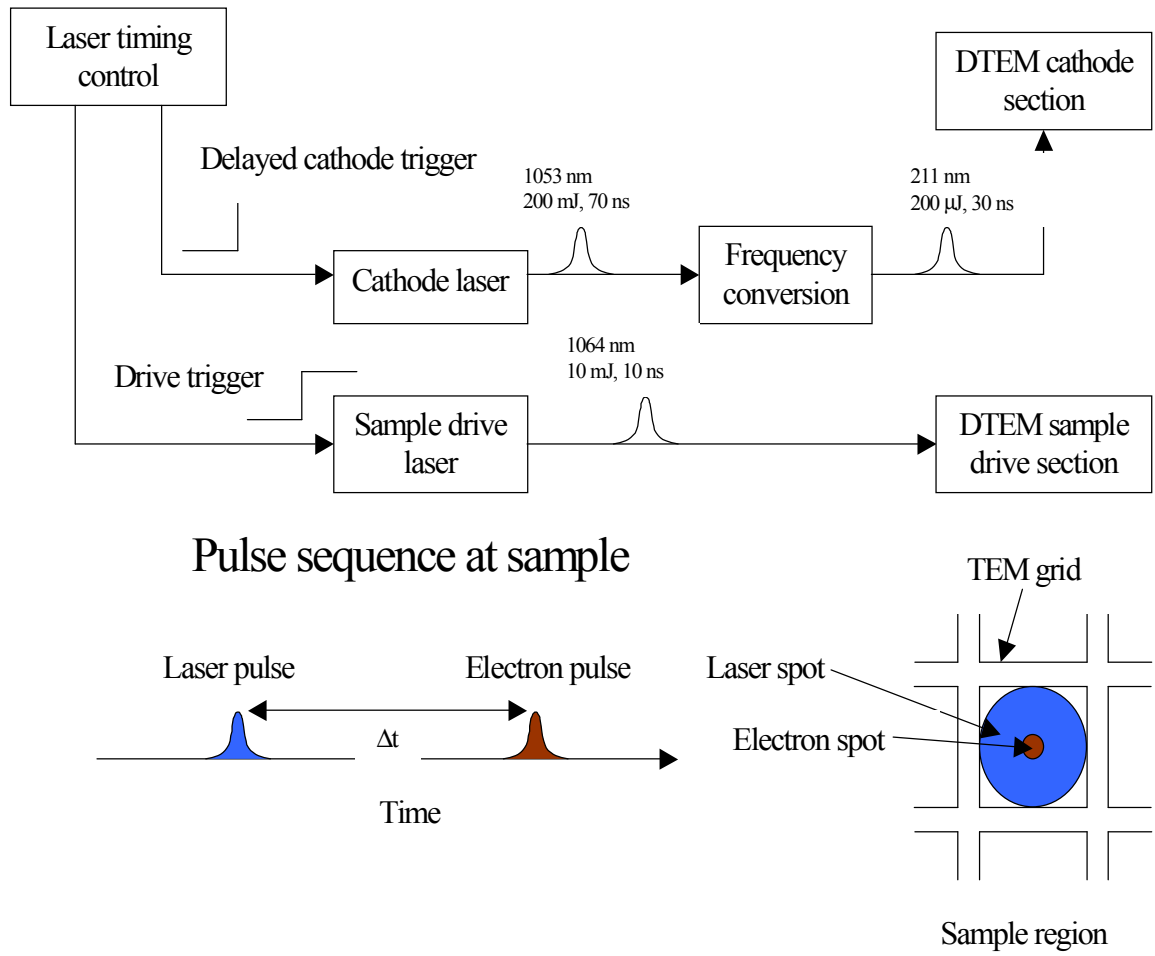 Laser timing
control
DTEM cathode
section
Delayed cathode trigger
1053 nm
200 mJ, 70 ns
211 nm
200 μJ, 30 ns
Cathode laser
Frequency
conversion
1064 nm
10 mJ, 10 ns
Drive trigger
Sample drive
laser
DTEM sample
drive section
Pulse sequence at sample
TEM grid
Laser pulse
Electron pulse
Laser spot
Δt
Electron spot
Time
Sample region